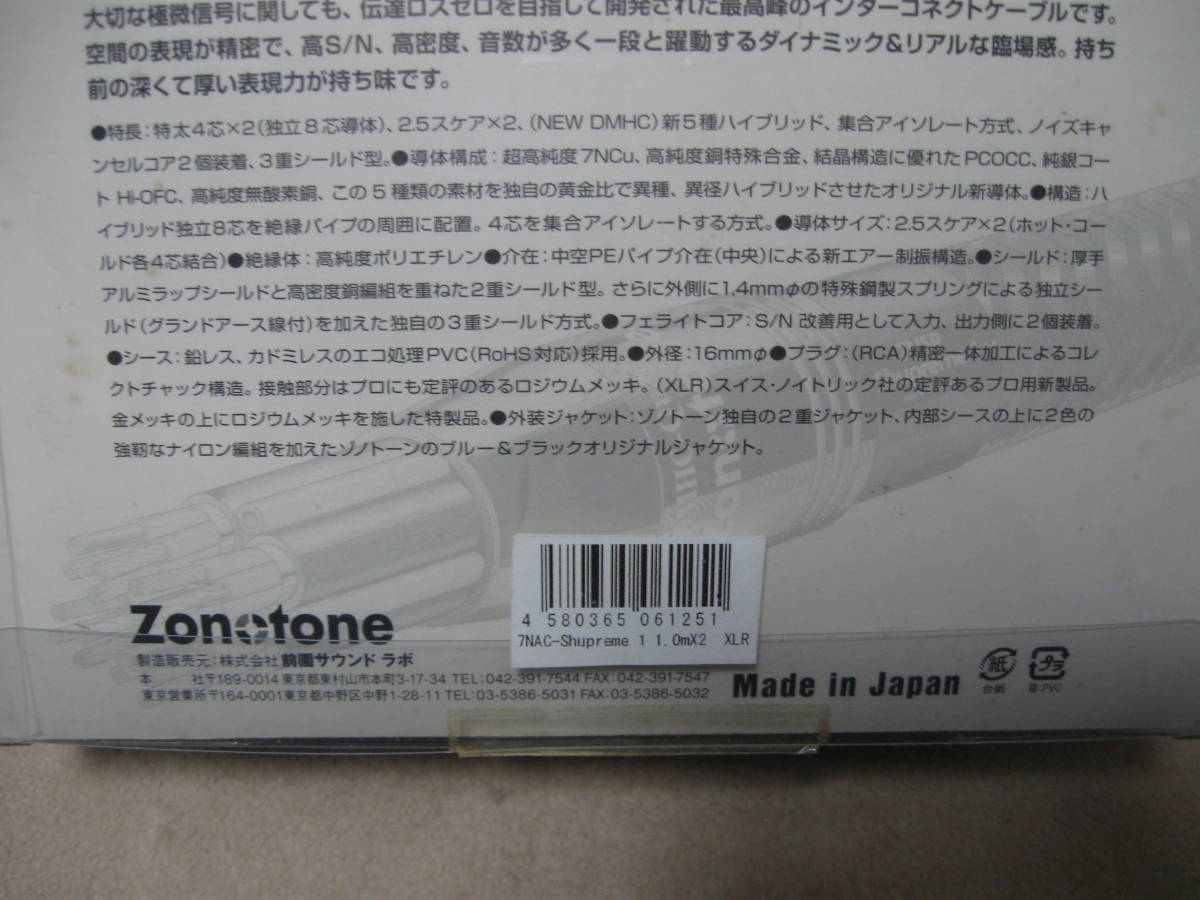 大切な極微信号に関しても、伝達ロスゼロを目指して開発された最高峰のインターコネクトケーブルです。
空間の表現が精密で、高S/N、高密度、音数が多く一段と躍動するダイナミック&リアルな臨場感。持ち
前の深くて厚い表現力が持ち味です。
●特長:特太4芯×2(独立8芯導体)、2.5スケア×2、(NEW DMHC)新5種ハイブリッド、集合アイソレート方式、ノイズキャ
ンセルコア2個装着、3重シールド型。●導体構成:超高純度7NCu、高純度銅特殊合金、結晶構造に優れたPCOCC、純銀コー
ト Hi-OFC、高純度無酸素銅、この5種類の素材を独自の黄金比で異種、異径ハイブリッドさせたオリジナル新導体。●構造:ハ
イブリッド独立8芯を絶縁パイプの周囲に配置。4芯を集合アイソレートする方式。●導体サイズ:2.5スケア×2(ホット・コー
ルド各4芯結合)●絶縁体:高純度ポリエチレン●介在:中空PEパイプ介在(中央)による新エアー制振構造。●シールド:厚手
アルミラップシールドと高密度銅編組を重ねた2重シールド型。さらに外側に1.4mmφの特殊鋼製スプリングによる独立シー
ルド(グランドアース線付)を加えた独自の3重シールド方式。●フェライトコア:S/N 改善用として入力、出力側に2個装着。
●シース:鉛レス、カドミレスのエコ処理PVC(RoHS対応)採用。●外径:16mmφ●プラグ:(RCA)精密一体加工によるコレ
クトチャック構造。接触部分はプロにも定評のあるロジウムメッキ。(XLR)スイス・ノイトリック社の定評あるプロ用新製品。
金メッキの上にロジウムメッキを施した特製品。●外装ジャケット:ゾノトーン独自の2重ジャケット、内部シースの上に2色の
強靭なナイロン編組を加えたゾノトーンのブルー&ブラックオリジナルジャケット。
4 580365 061251
7NAC-Shupreme 1 1.0mX2 XLR
Zonotone
製造販売元:株式会社 前園サウンド ラボ
本 社〒189-0014 東京都東村山市本町3-17-34 TEL:042-391-7544 FAX:042-391-7547
東京営業所〒164-0001 東京都中野区中野1-28-11 TEL:03-5386-5031 FAX:03-5386-5032
Made in Japan
紙
台紙
プラ
箱:PVC